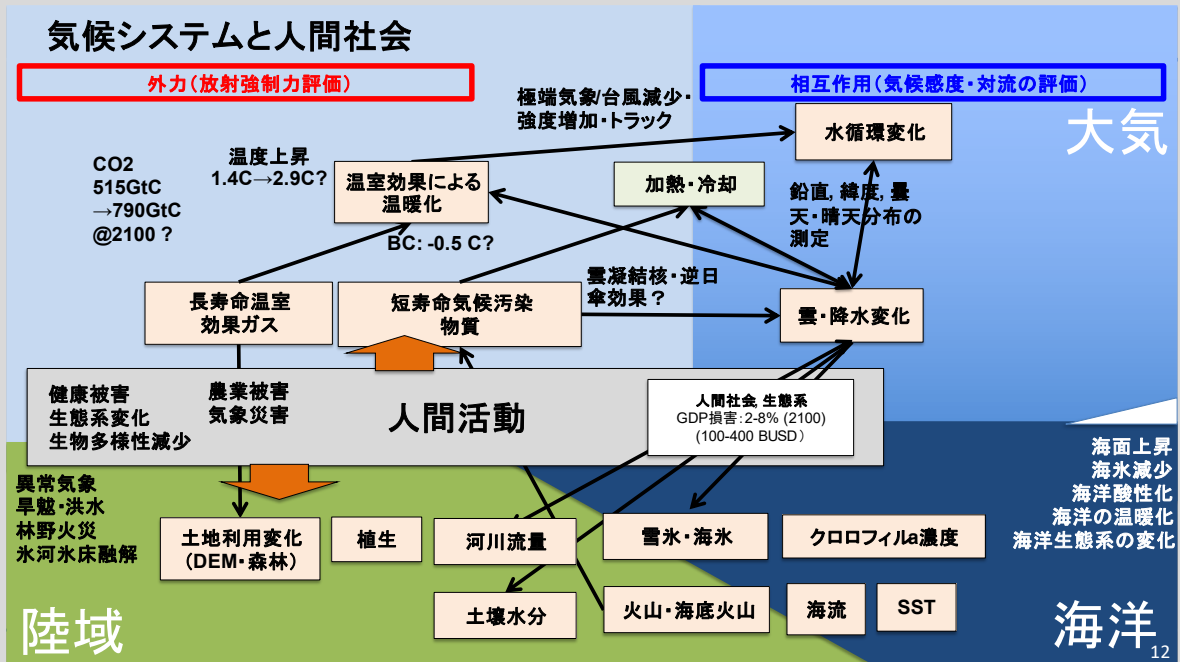 気候システムと人間社会
外力(放射強制力評価)
相互作用(気候感度・対流の評価)
大気
極端気象/台風減少・
強度増加・トラック
水循環変化
CO2
515GtC
→790GtC
@2100 ?
温度上昇
1.4C→2.9C?
温室効果による
温暖化
加熱・冷却
鉛直, 緯度, 曇
天・晴天分布の
測定
BC: -0.5 C?
長寿命温室
効果ガス
短寿命気候汚染
物質
雲凝結核・逆日
傘効果?
雲・降水変化
健康被害
生態系変化
生物多様性減少
農業被害
気象災害
人間活動
人間社会, 生態系
GDP損害:2-8% (2100)
(100-400 BUSD)
異常気象
旱魃・洪水
林野火災
氷河氷床融解
海面上昇
海氷減少
海洋酸性化
海洋の温暖化
海洋生態系の変化
土地利用変化
(DEM・森林)
植生
河川流量
雪氷・海氷
クロロフィルa濃度
土壌水分
火山・海底火山
海流
SST
陸域
海洋
12